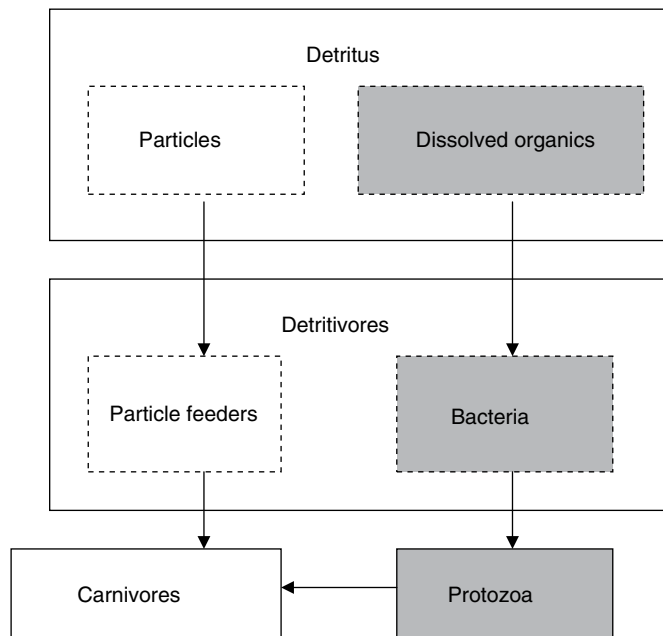 Detritus
Particles
Dissolved organics
Detritivores
Particle feeders
Bacteria
Carnivores
Protozoa